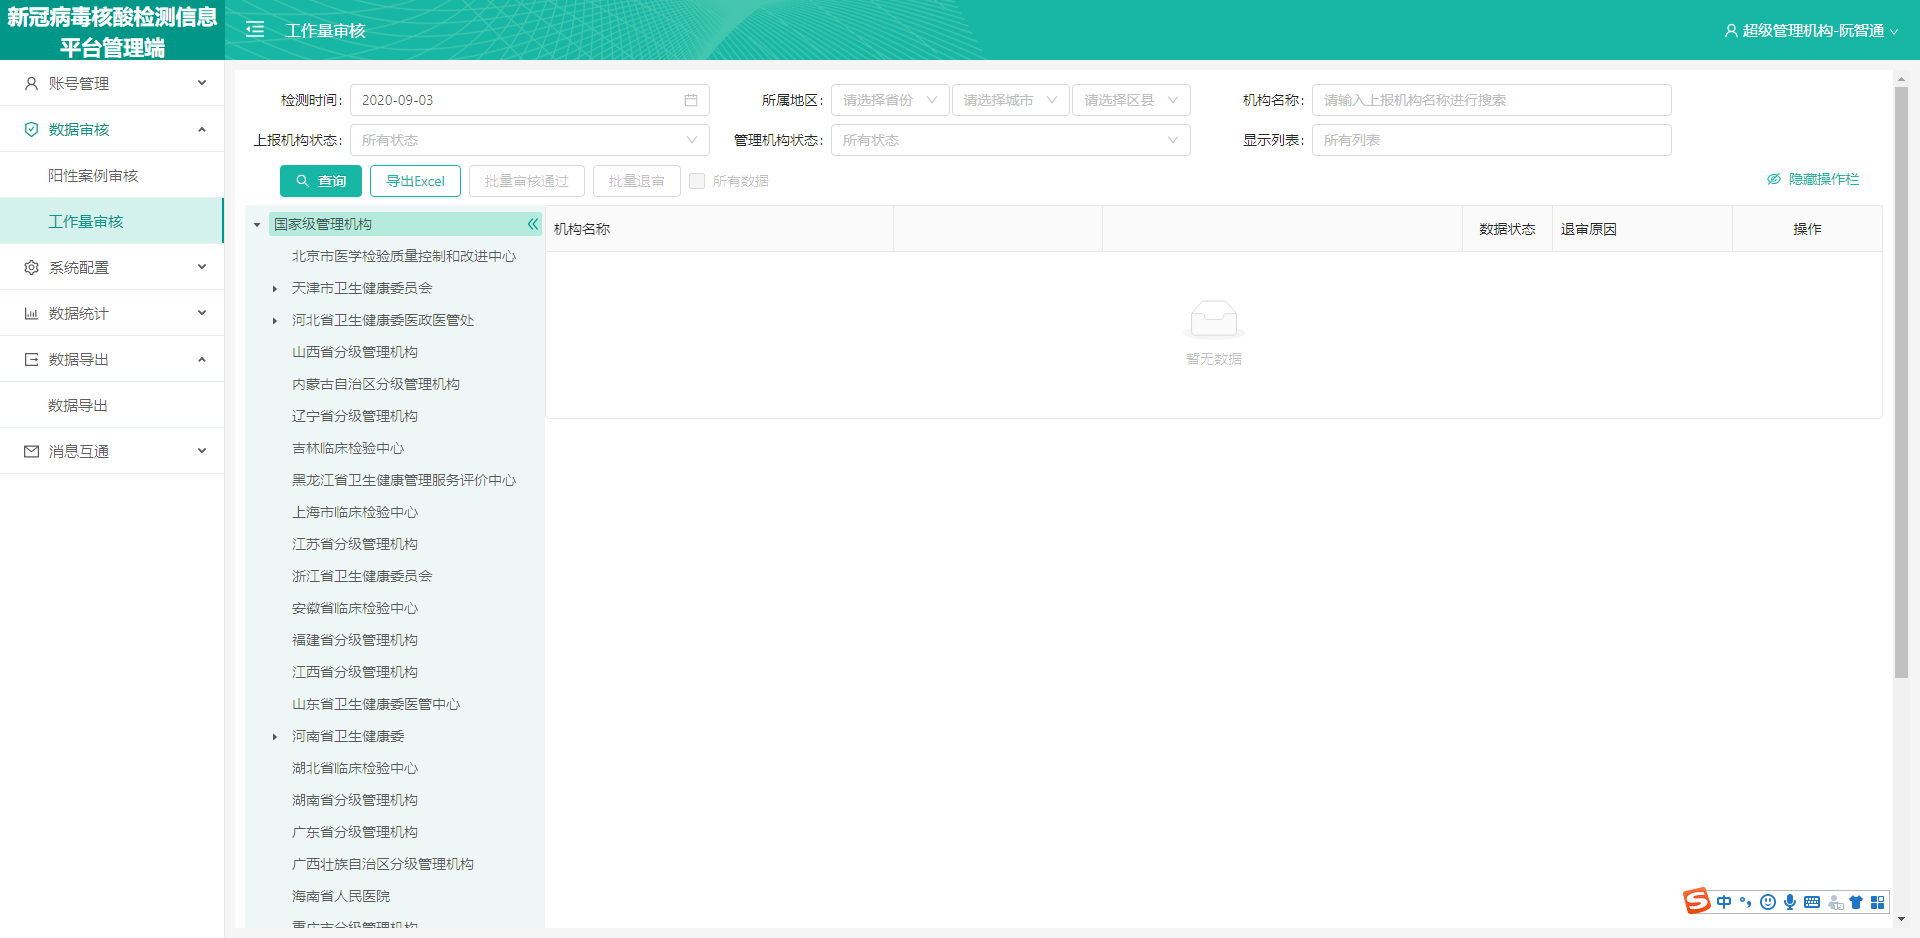 新冠病毒核酸检测信息
平台管理端
工作量审核
超级管理机构-阮智通
账号管理
数据审核
阳性案例审核
工作量审核
系统配置
数据统计
数据导出
数据导出
消息互通
检测时间: 2020-09-03
所属地区: 请选择省份 请选择城市 请选择区县
机构名称: 请输入上报机构名称进行搜索
上报机构状态: 所有状态
管理机构状态: 所有状态
显示列表: 所有列表
查询 导出Excel 批量审核通过 批量退审 所有数据
隐藏操作栏
国家级管理机构
北京市医学检验质量控制和改进中心
天津市卫生健康委员会
河北省卫生健康委医政医管处
山西省分级管理机构
内蒙古自治区分级管理机构
辽宁省分级管理机构
吉林临床检验中心
黑龙江省卫生健康管理服务评价中心
上海市临床检验中心
江苏省分级管理机构
浙江省卫生健康委员会
安徽省临床检验中心
福建省分级管理机构
江西省分级管理机构
山东省卫生健康委医管中心
河南省卫生健康委
湖北省临床检验中心
湖南省分级管理机构
广东省分级管理机构
广西壮族自治区分级管理机构
海南省人民医院
重庆市分级管理机构
机构名称 数据状态 退审原因 操作
暂无数据
中